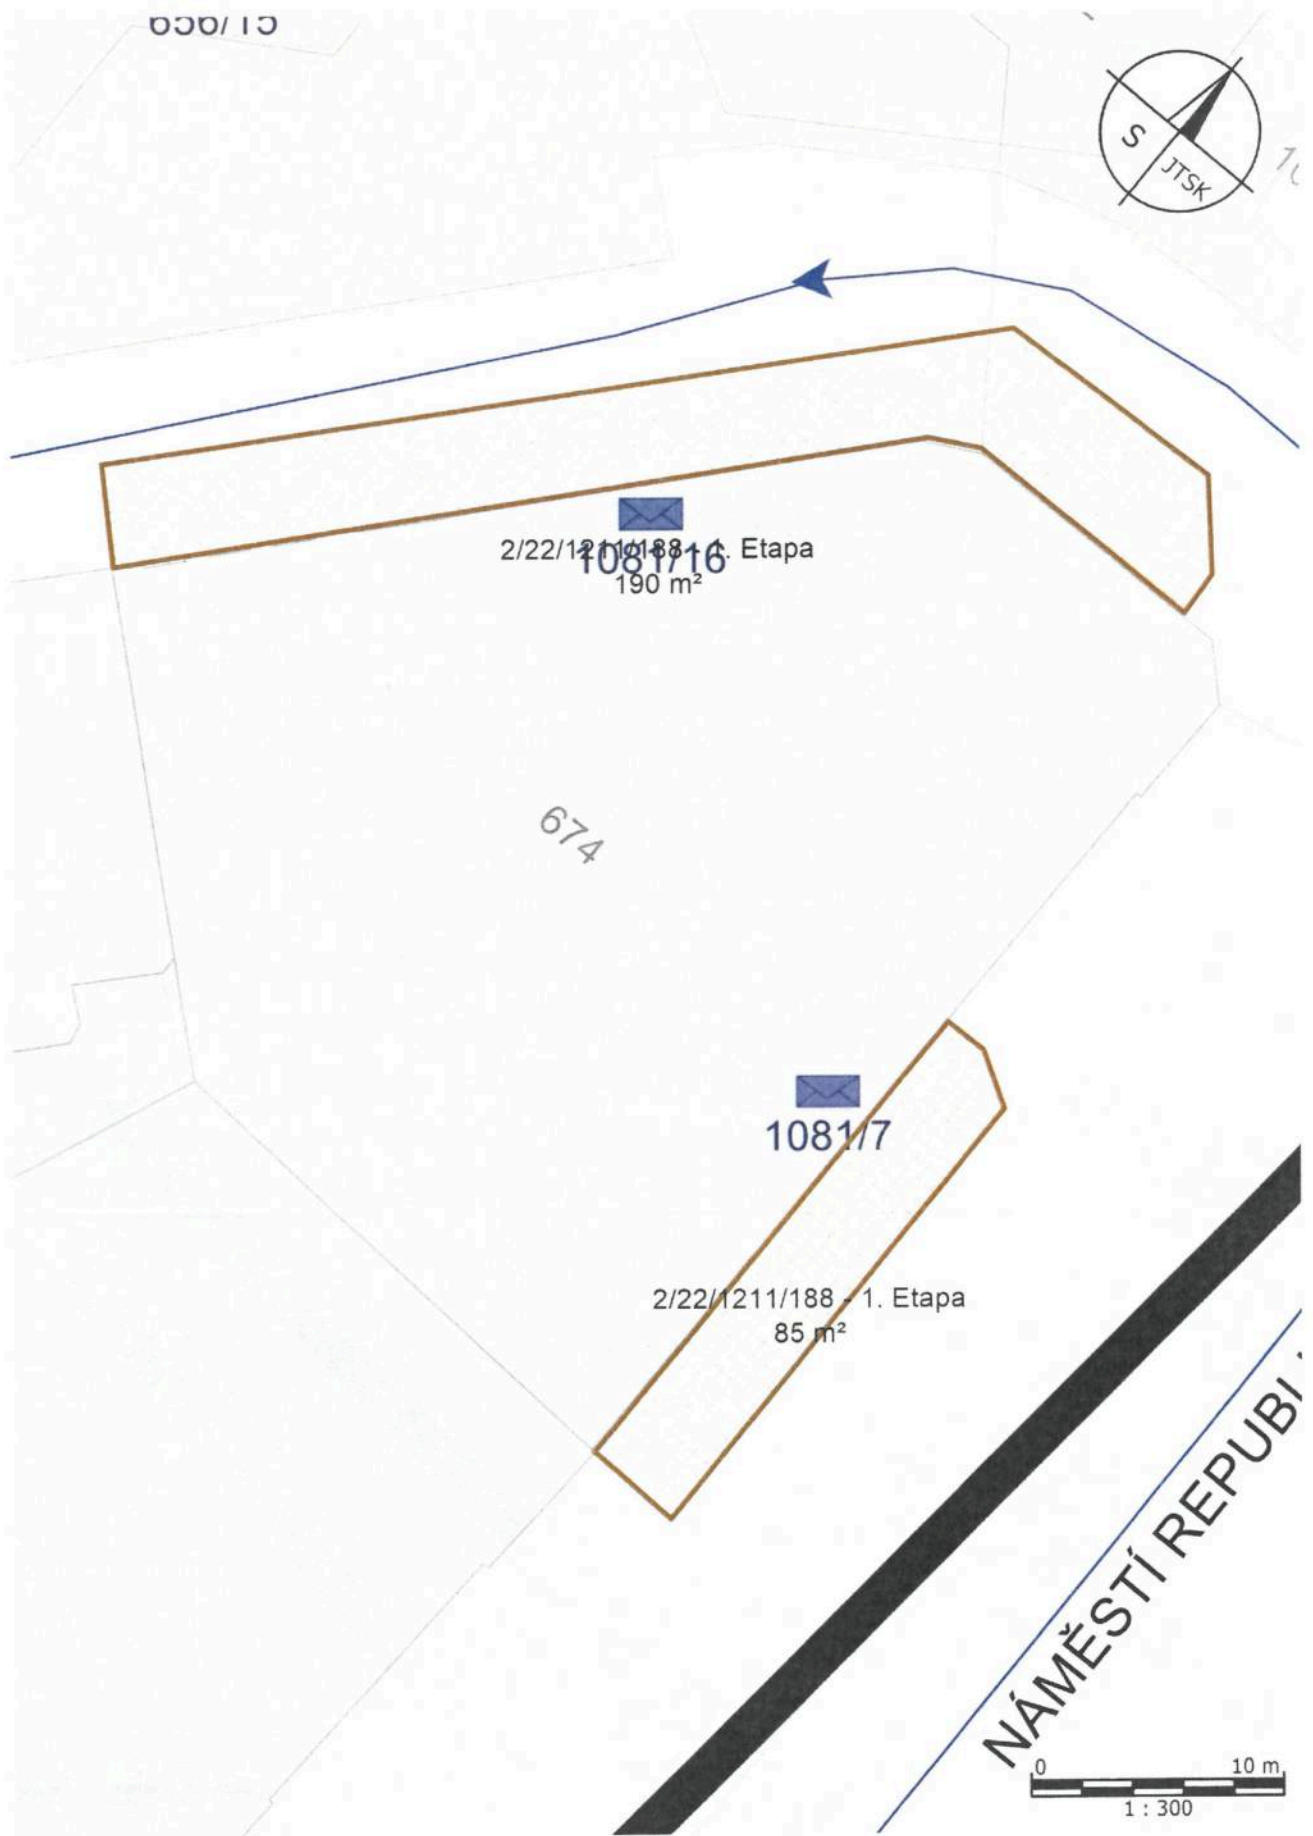 656/15
S
JTSK
2/22/1211/188 - 1. Etapa
1081/16
190 m²
674
1081/7
2/22/1211/188 - 1. Etapa
85 m²
NÁMĚSTÍ
0 10 m
1 : 300